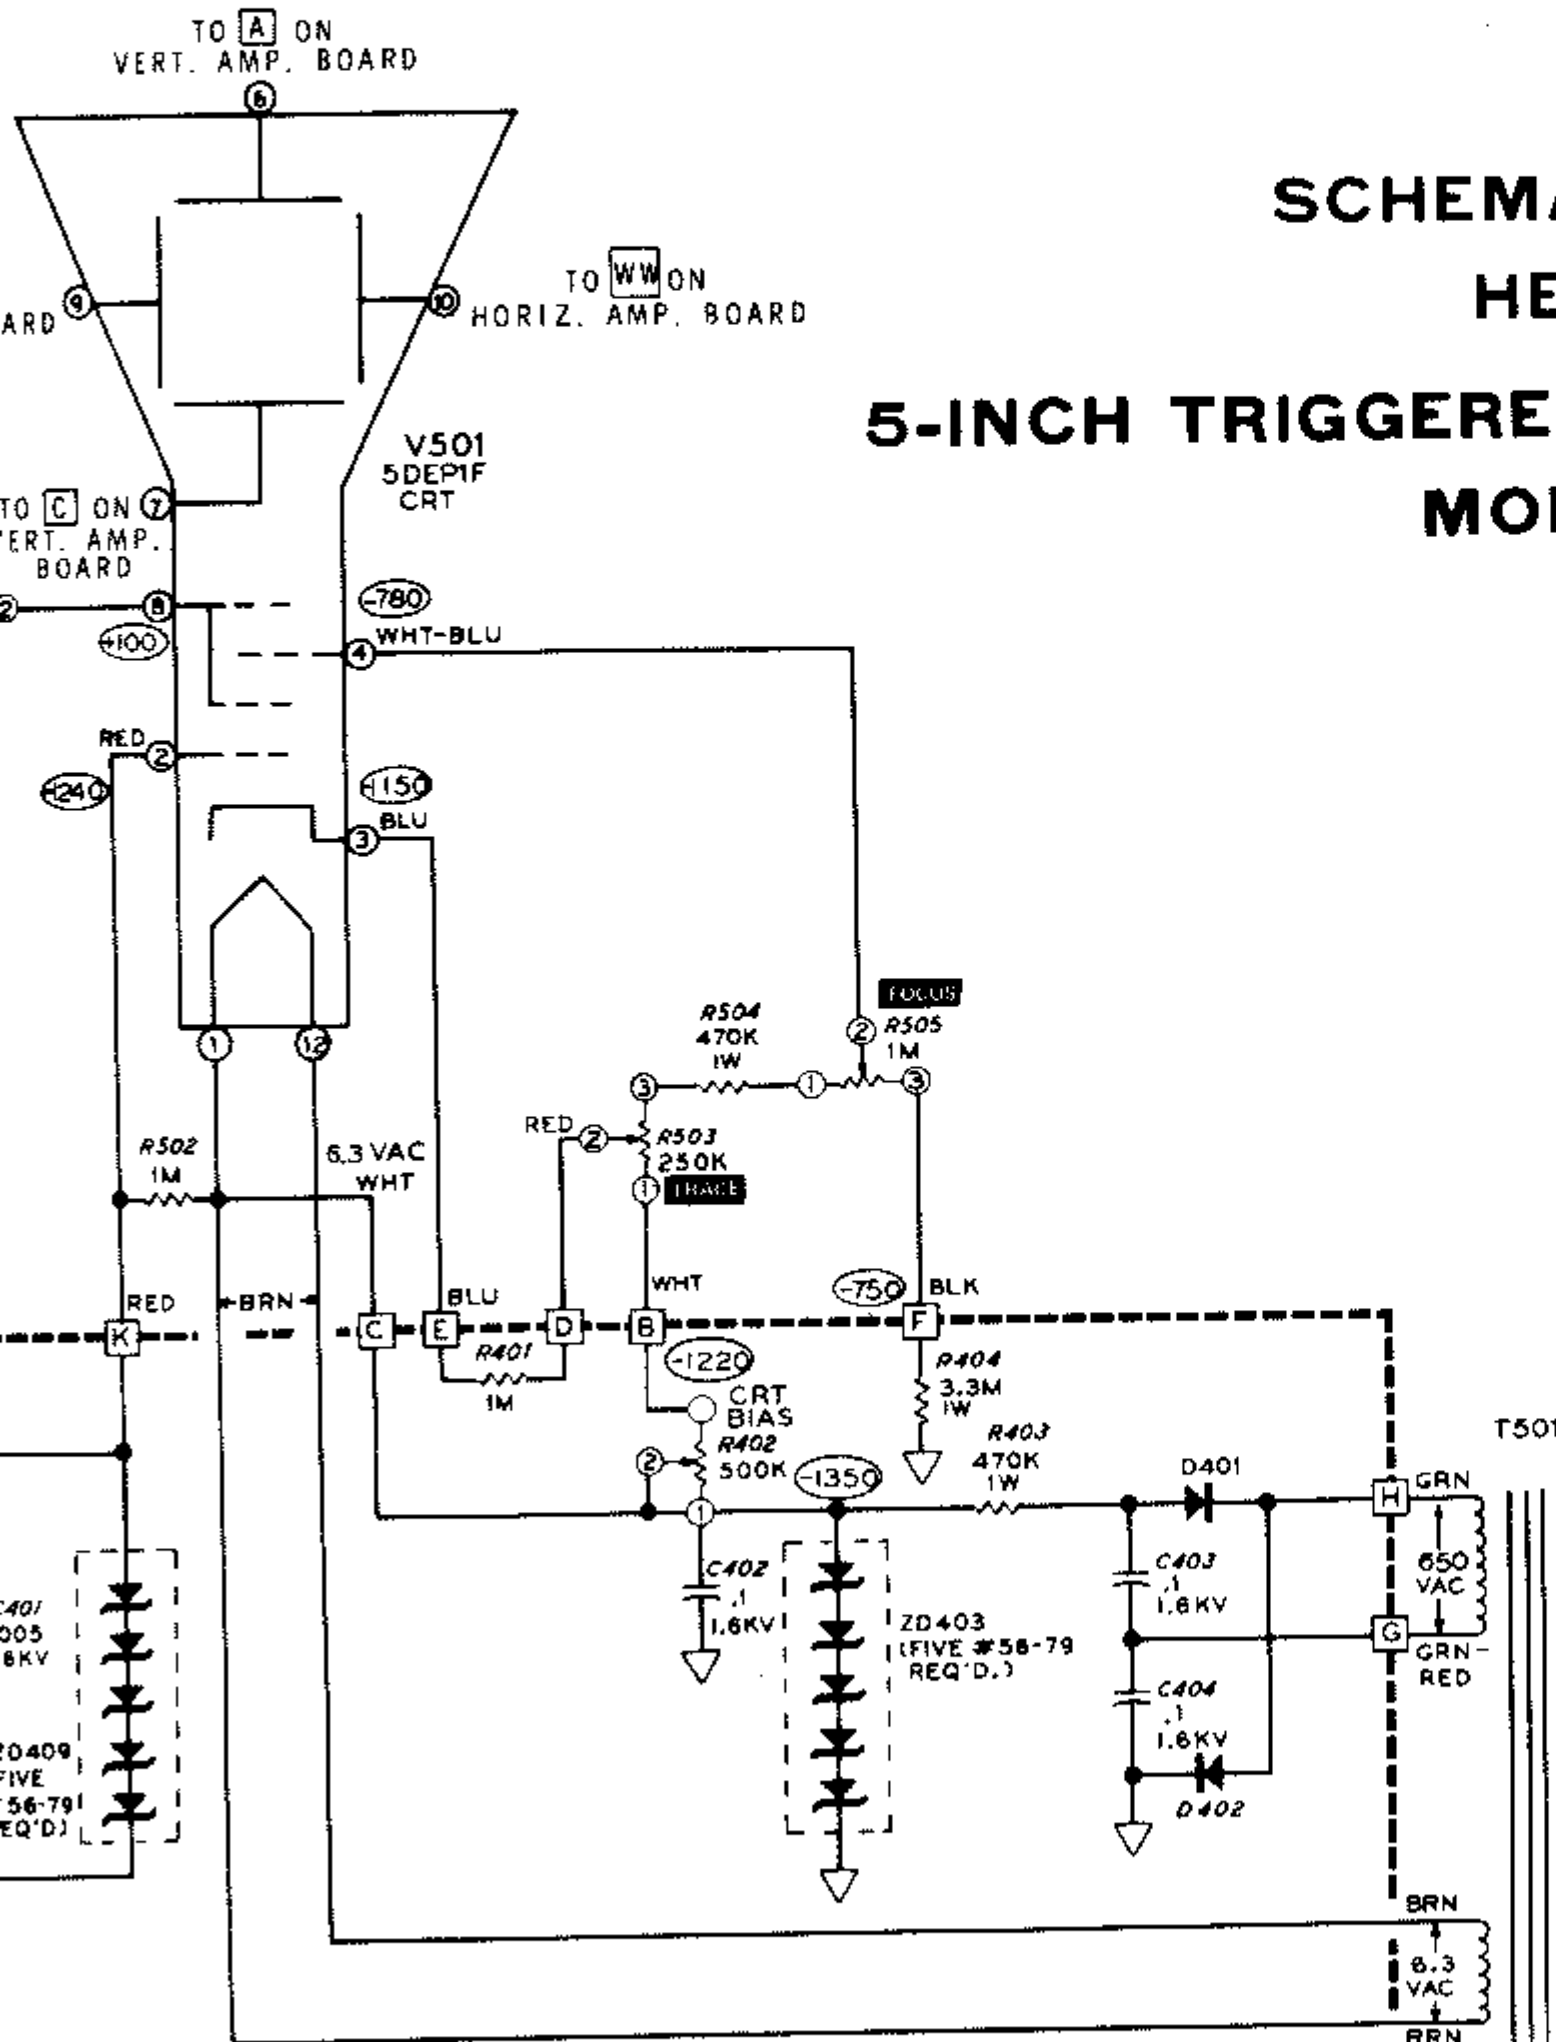 TO A ON
VERT. AMP. BOARD
6
SCHEMA
HE
5-INCH TRIGGERE
MO
9
ARD
10
TO WW ON
HORIZ. AMP. BOARD
V501
5DEP1F
CRT
TO C ON 7
VERT. AMP.
BOARD
2
8
+100
-780
4 WHT-BLU
RED 2
-1240
-1150
BLU
3
1
12
FOCUS
R504
470K
1W
2 R505
1M
3
1
3
RED 2
R503
250K
1 TRACE
R502
1M
6.3 VAC
WHT
RED
BRN
BLU
WHT
-750 BLK
K
C
E
D
B
F
R401
1M
-1220
R404
3.3M
1W
CRT
BIAS
2
R402
500K
1
-1350
R403
470K
1W
D401
H
GRN
T501
650
VAC
G
GRN-
RED
C402
.1
1.6KV
ZD403
(FIVE #56-79
REQ'D.)
C403
.1
1.6KV
C404
.1
1.6KV
D402
C401
005
6KV
ZD409
FIVE
56-79
EQ'D)
BRN
6.3
VAC
BRN